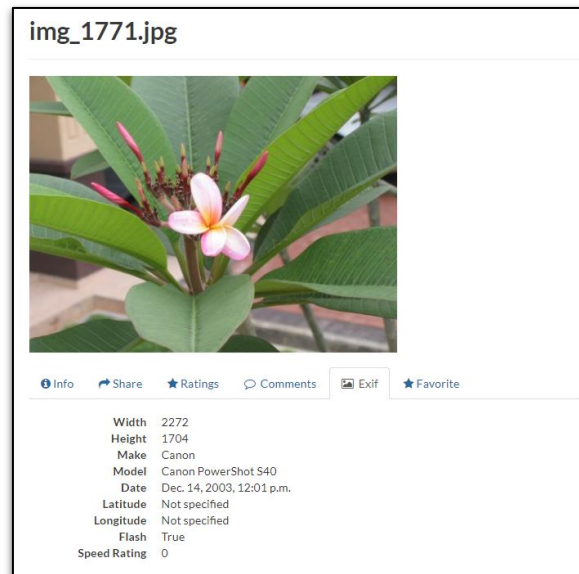 img_1771.jpg
Info Share Ratings Comments Exif Favorite
Width 2272
Height 1704
Make Canon
Model Canon PowerShot S40
Date Dec. 14, 2003, 12:01 p.m.
Latitude Not specified
Longitude Not specified
Flash True
Speed Rating 0